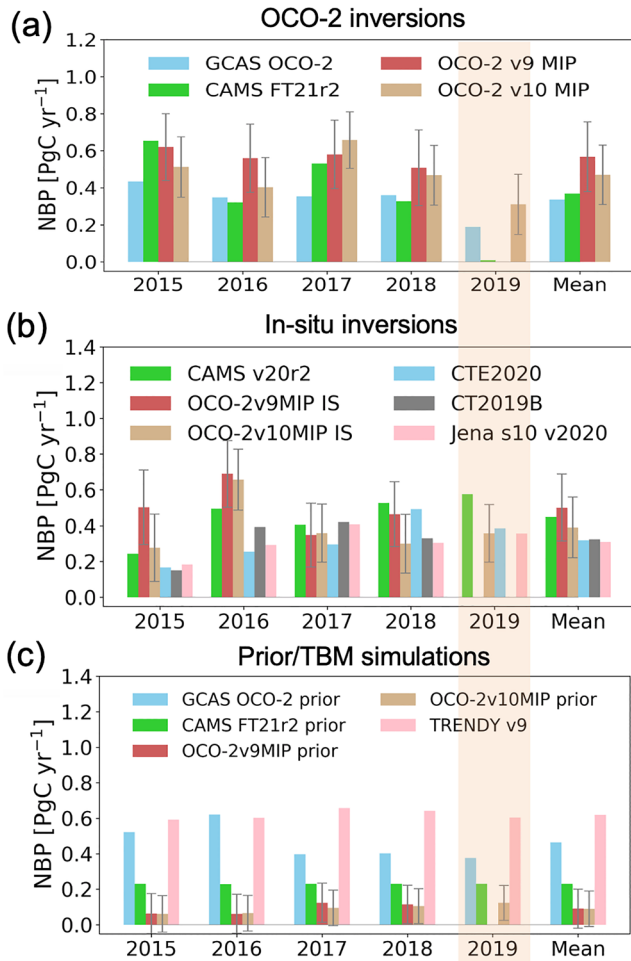 (a) OCO-2 inversions
NBP [PgC yr⁻¹]
1.2
1.0
0.8
0.6
0.4
0.2
0.0
GCAS OCO-2
CAMS FT21r2
OCO-2 v9 MIP
OCO-2 v10 MIP
2015 2016 2017 2018 2019 Mean
(b) In-situ inversions
NBP [PgC yr⁻¹]
1.4
1.2
1.0
0.8
0.6
0.4
0.2
0.0
CAMS v20r2
OCO-2v9MIP IS
OCO-2v10MIP IS
CTE2020
CT2019B
Jena s10 v2020
2015 2016 2017 2018 2019 Mean
(c) Prior/TBM simulations
NBP [PgC yr⁻¹]
1.4
1.2
1.0
0.8
0.6
0.4
0.2
0.0
GCAS OCO-2 prior
CAMS FT21r2 prior
OCO-2v9MIP prior
OCO-2v10MIP prior
TRENDY v9
2015 2016 2017 2018 2019 Mean